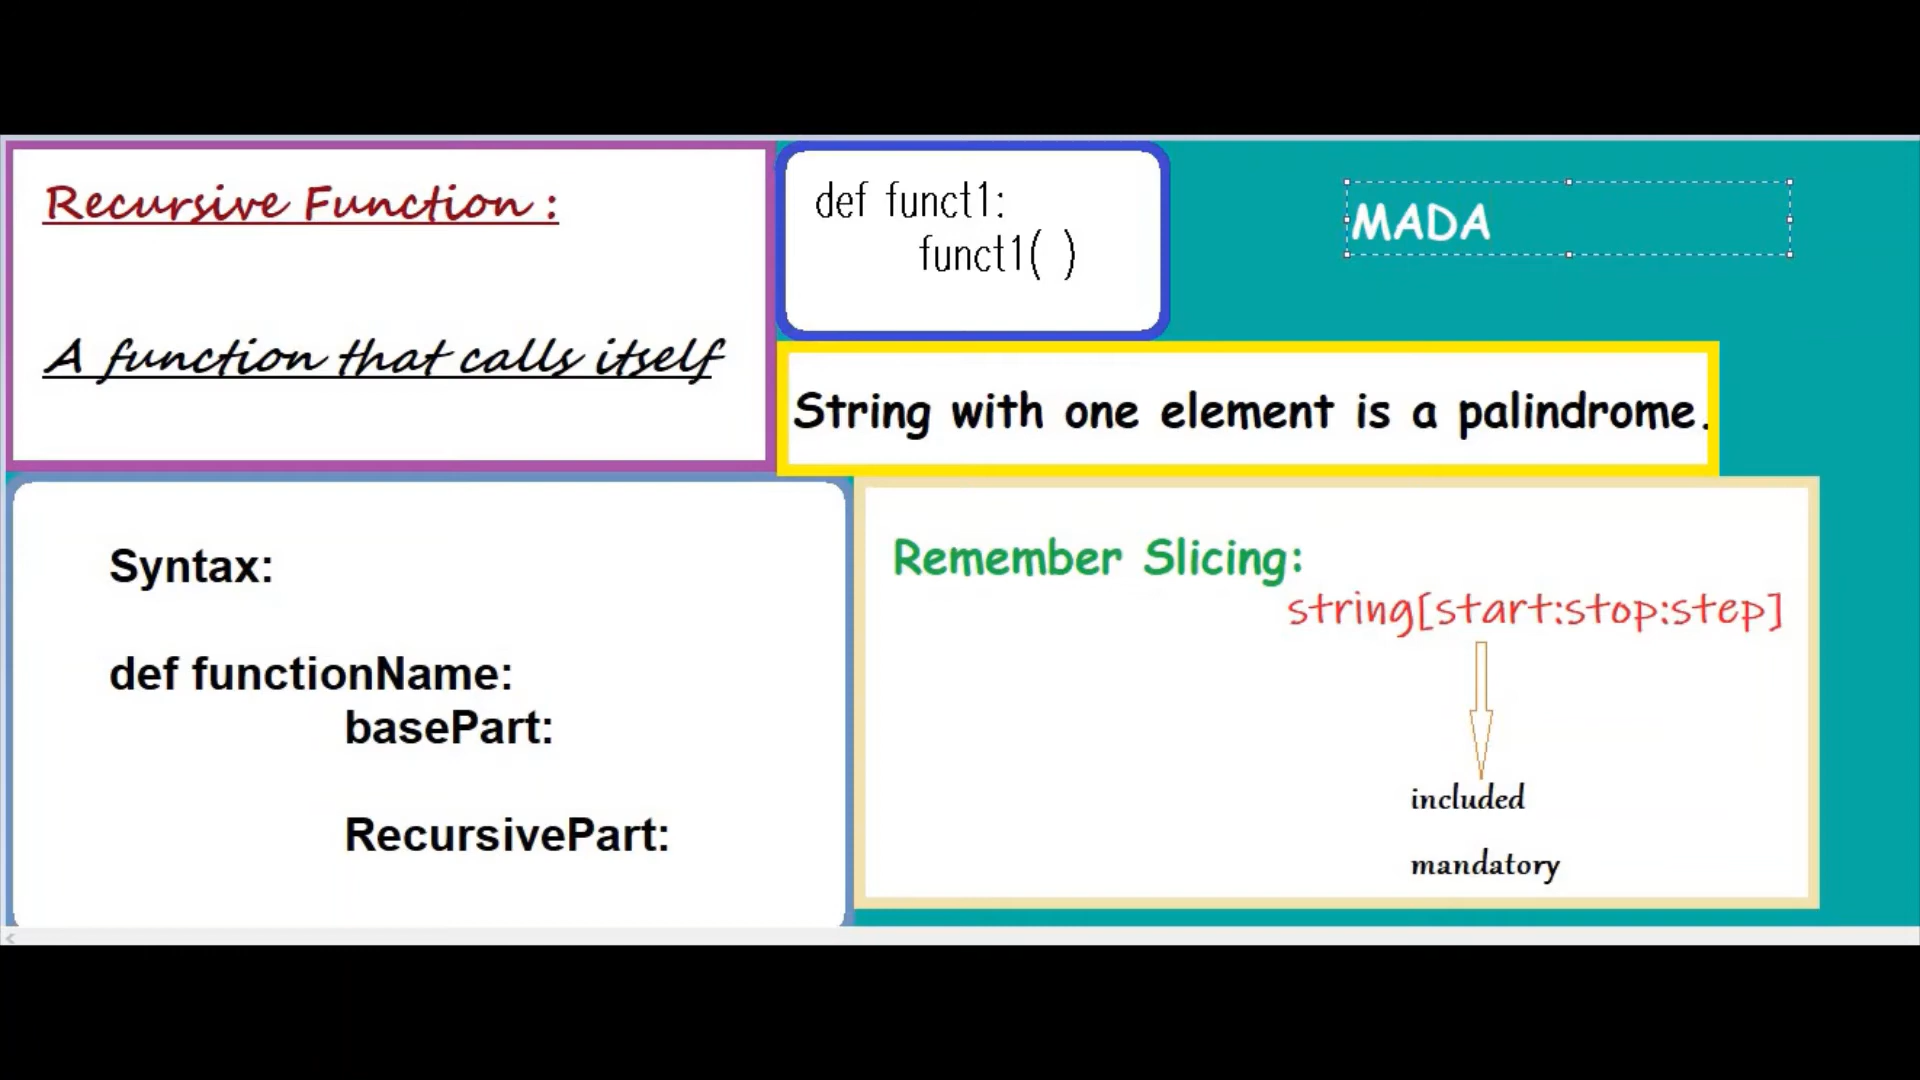 Recursive Function :
A function that calls itself
def funct1:
funct1( )
MADA
String with one element is a palindrome.
Syntax:
def functionName:
basePart:
RecursivePart:
Remember Slicing:
string[start:stop:step]
included
mandatory